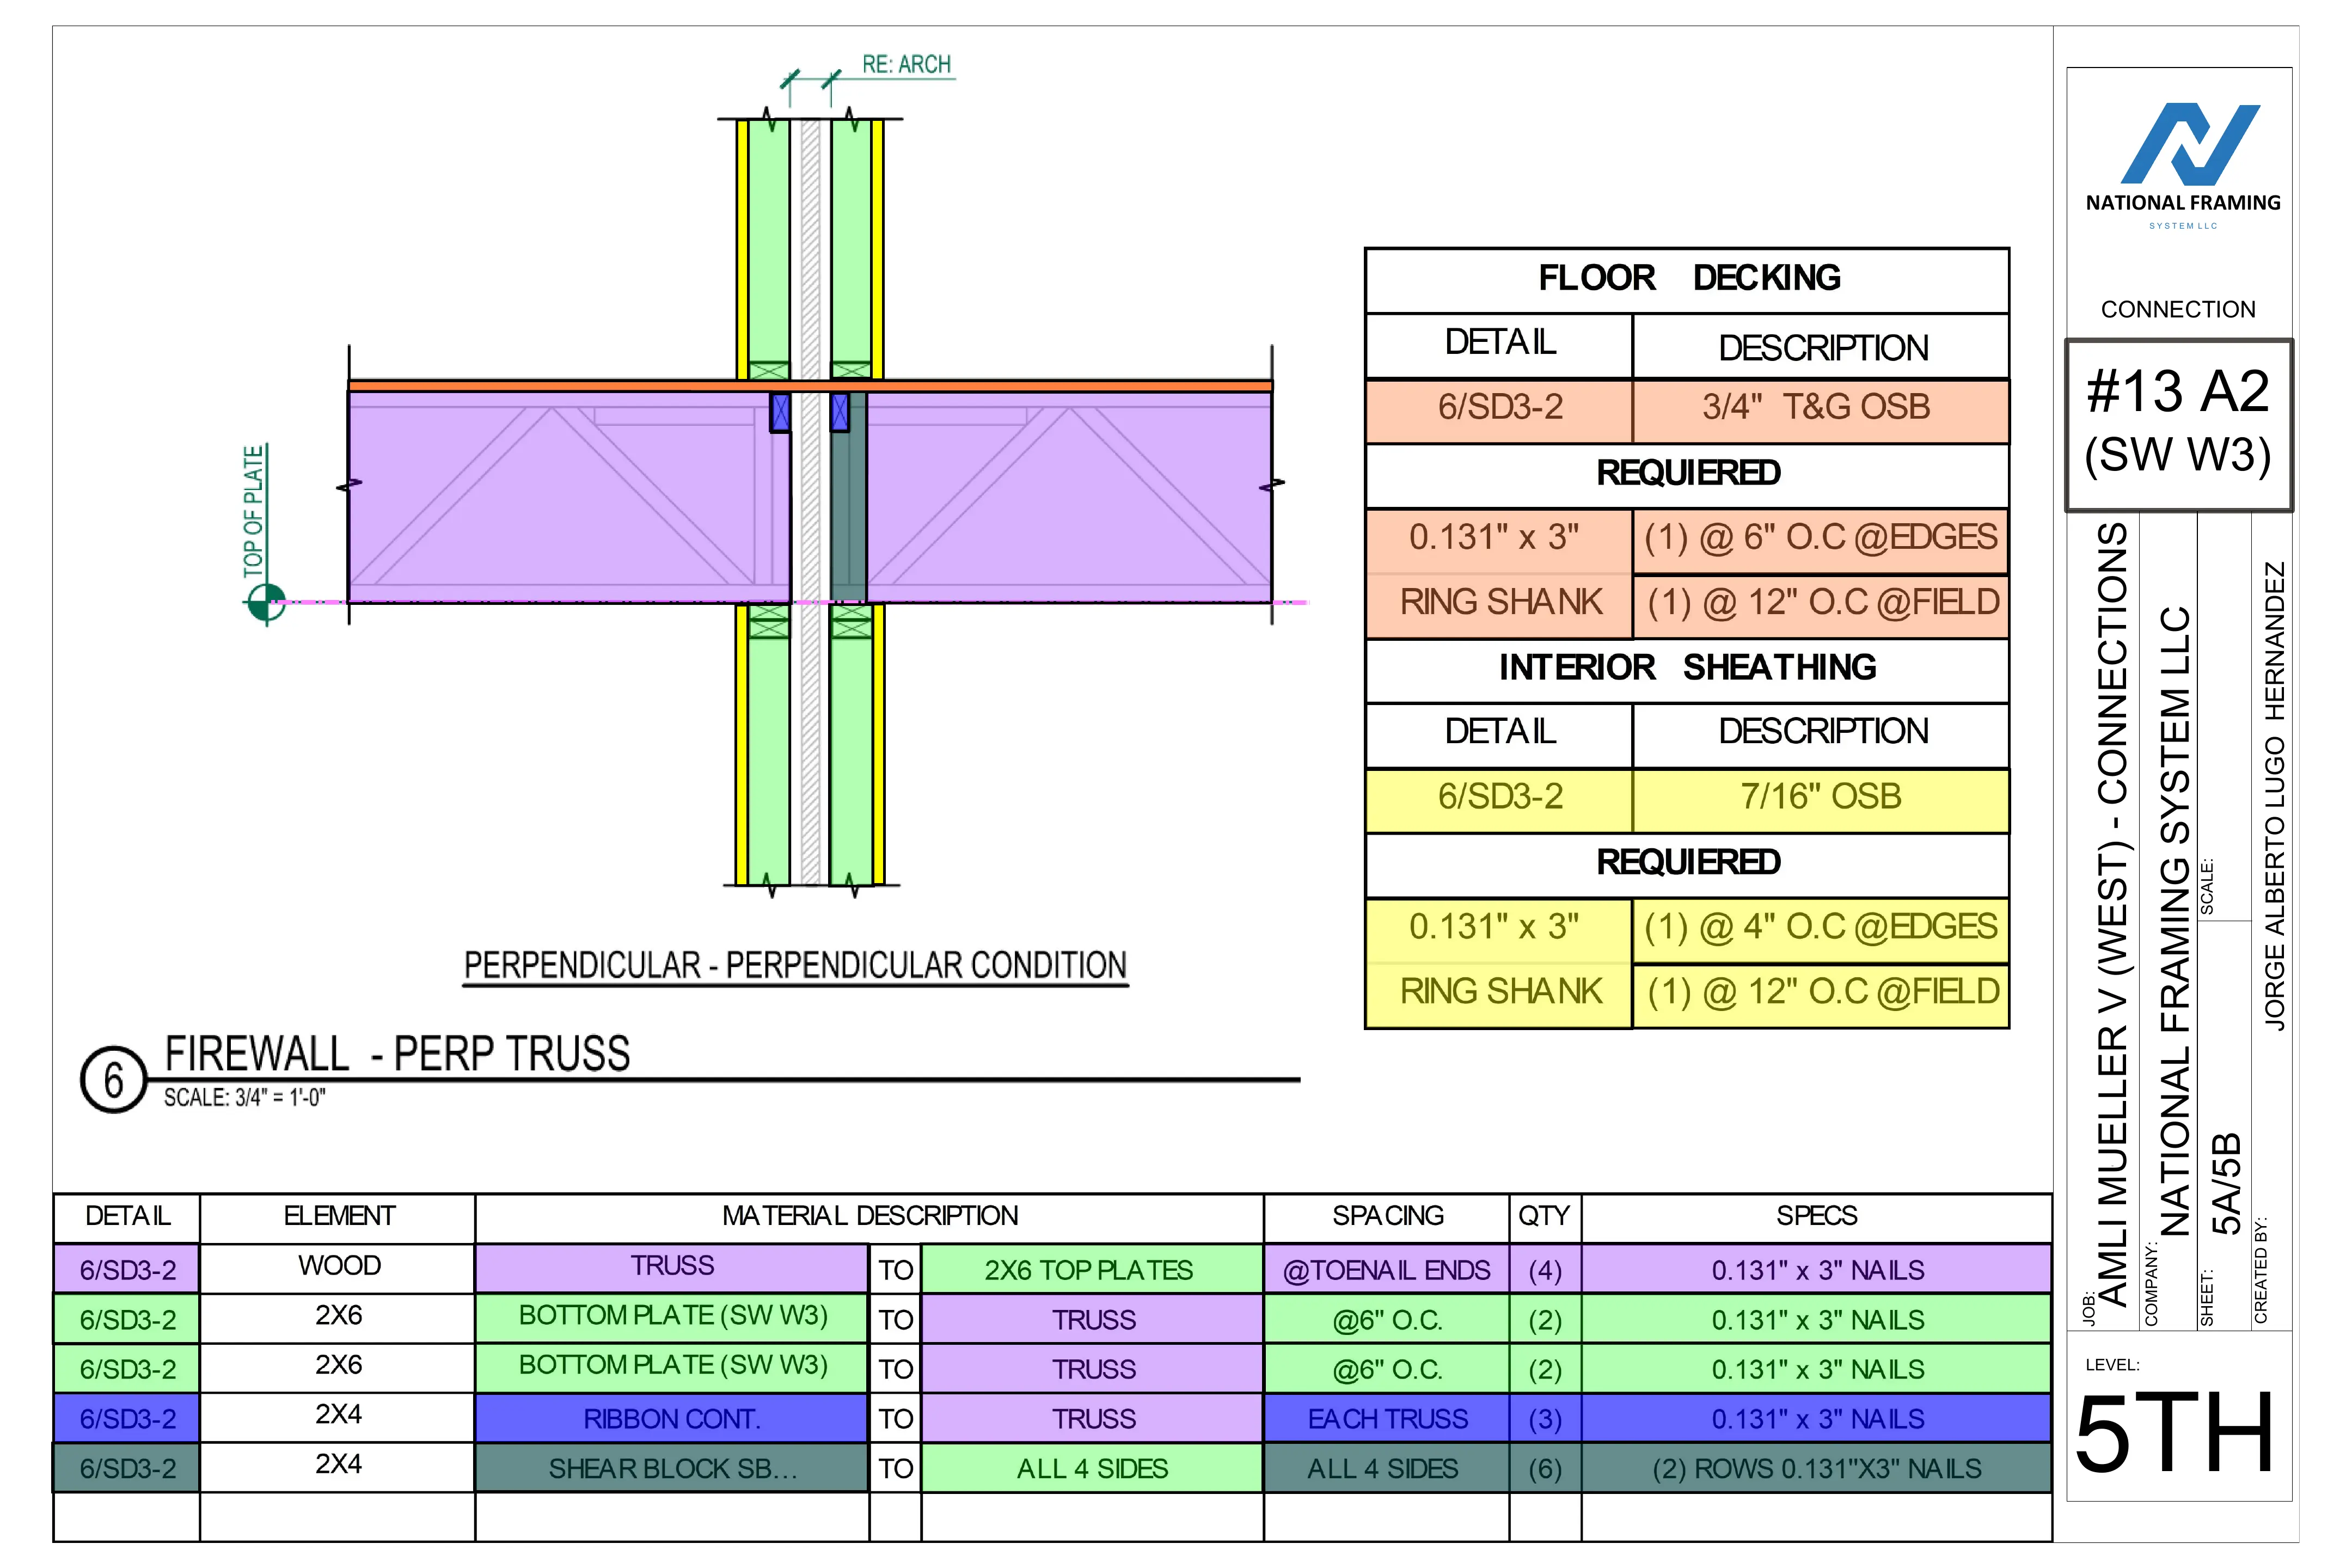 RE: ARCH
TOP OF PLATE
PERPENDICULAR - PERPENDICULAR CONDITION
6
FIREWALL - PERP TRUSS
SCALE: 3/4" = 1'-0"
FLOOR DECKING
DETAIL DESCRIPTION
6/SD3-2 3/4" T&G OSB
REQUIERED
0.131" x 3" (1) @ 6" O.C @EDGES
RING SHANK (1) @ 12" O.C @FIELD
INTERIOR SHEATHING
DETAIL DESCRIPTION
6/SD3-2 7/16" OSB
REQUIERED
0.131" x 3" (1) @ 4" O.C @EDGES
RING SHANK (1) @ 12" O.C @FIELD
DETAIL ELEMENT MATERIAL DESCRIPTION SPACING QTY SPECS
6/SD3-2 WOOD TRUSS TO 2X6 TOP PLATES @TOENAIL ENDS (4) 0.131" x 3" NAILS
6/SD3-2 2X6 BOTTOM PLATE (SW W3) TO TRUSS @6" O.C. (2) 0.131" x 3" NAILS
6/SD3-2 2X6 BOTTOM PLATE (SW W3) TO TRUSS @6" O.C. (2) 0.131" x 3" NAILS
6/SD3-2 2X4 RIBBON CONT. TO TRUSS EACH TRUSS (3) 0.131" x 3" NAILS
6/SD3-2 2X4 SHEAR BLOCK SB... TO ALL 4 SIDES ALL 4 SIDES (6) (2) ROWS 0.131"X3" NAILS
NATIONAL FRAMING
SYSTEM LLC
CONNECTION
#13 A2
(SW W3)
JOB:
AMLI MUELLER V (WEST) - CONNECTIONS
COMPANY:
NATIONAL FRAMING SYSTEM LLC
SHEET:
5A/5B
SCALE:
CREATED BY:
JORGE ALBERTO LUGO HERNANDEZ
LEVEL:
5TH